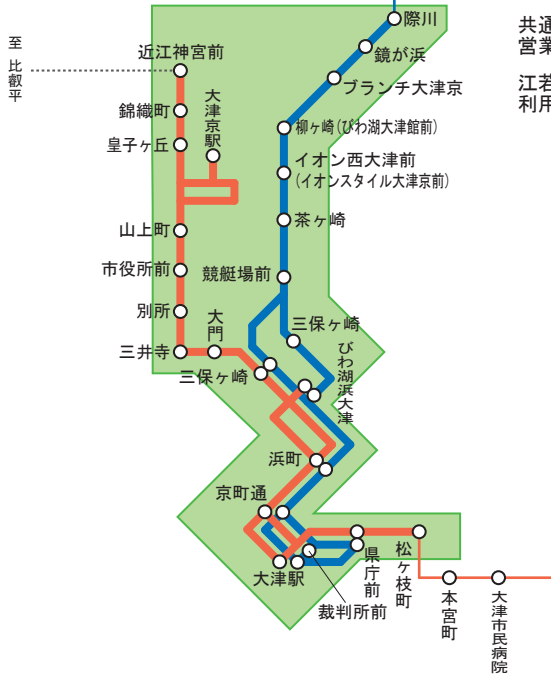 際川
共通
営業
鏡が浜
至 比叡平
近江神宮前
江若
利用
ブランチ大津京
錦織町
大津京駅
柳ヶ崎(びわ湖大津館前)
皇子ヶ丘
イオン西大津前
(イオンスタイル大津京前)
茶ヶ崎
山上町
市役所前
競艇場前
別所
大門
三保ヶ崎
三井寺
三保ヶ崎
びわ湖浜大津
浜町
京町通
大津駅
県庁前
松ヶ枝町
裁判所前
本宮町
大津市民病院